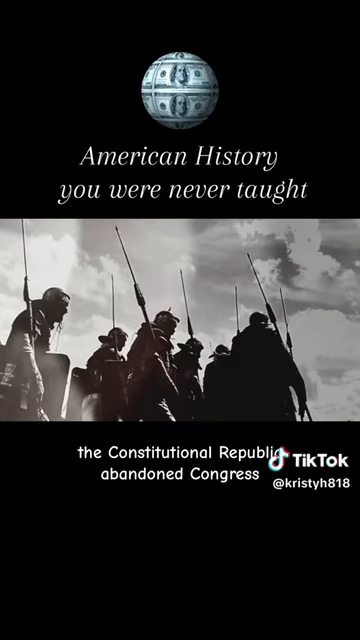 American History
you were never taught
the Constitutional Republic
abandoned Congress
TikTok
@kristyh818